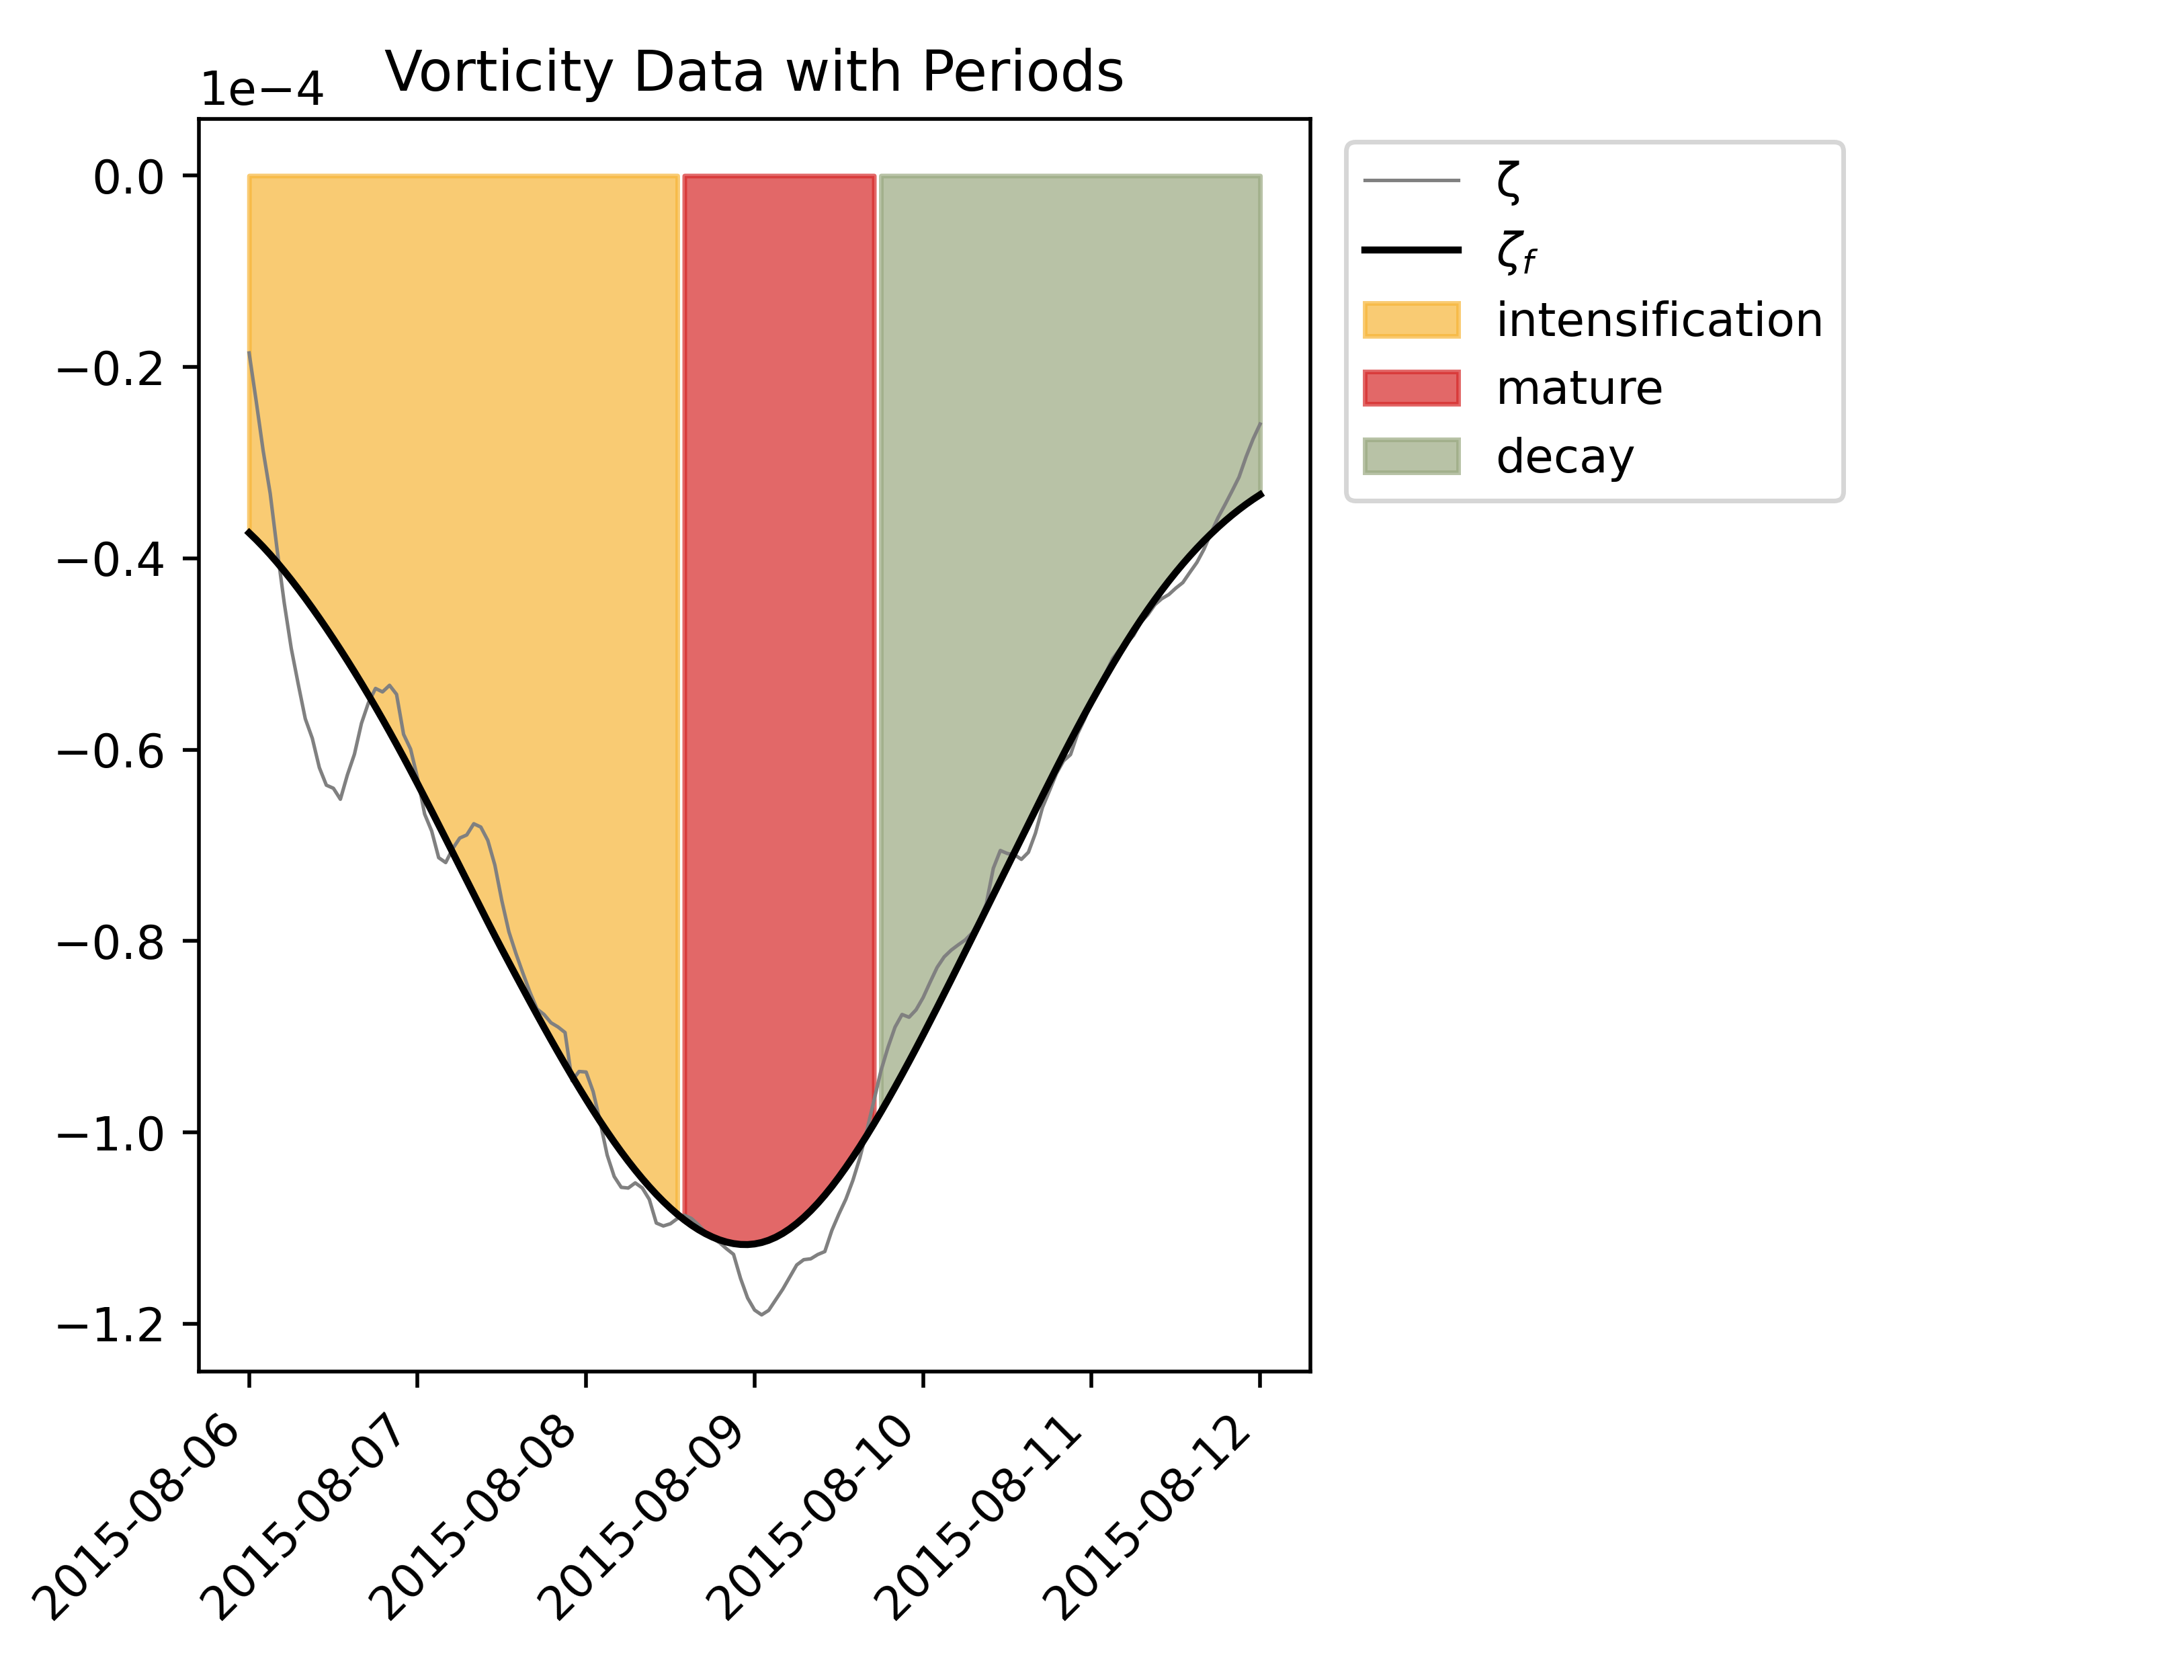 Vorticity Data with Periods
1e−4
0.0
−0.2
−0.4
−0.6
−0.8
−1.0
−1.2
2015-08-06
2015-08-07
2015-08-08
2015-08-09
2015-08-10
2015-08-11
2015-08-12
ζ
ζf
intensification
mature
decay